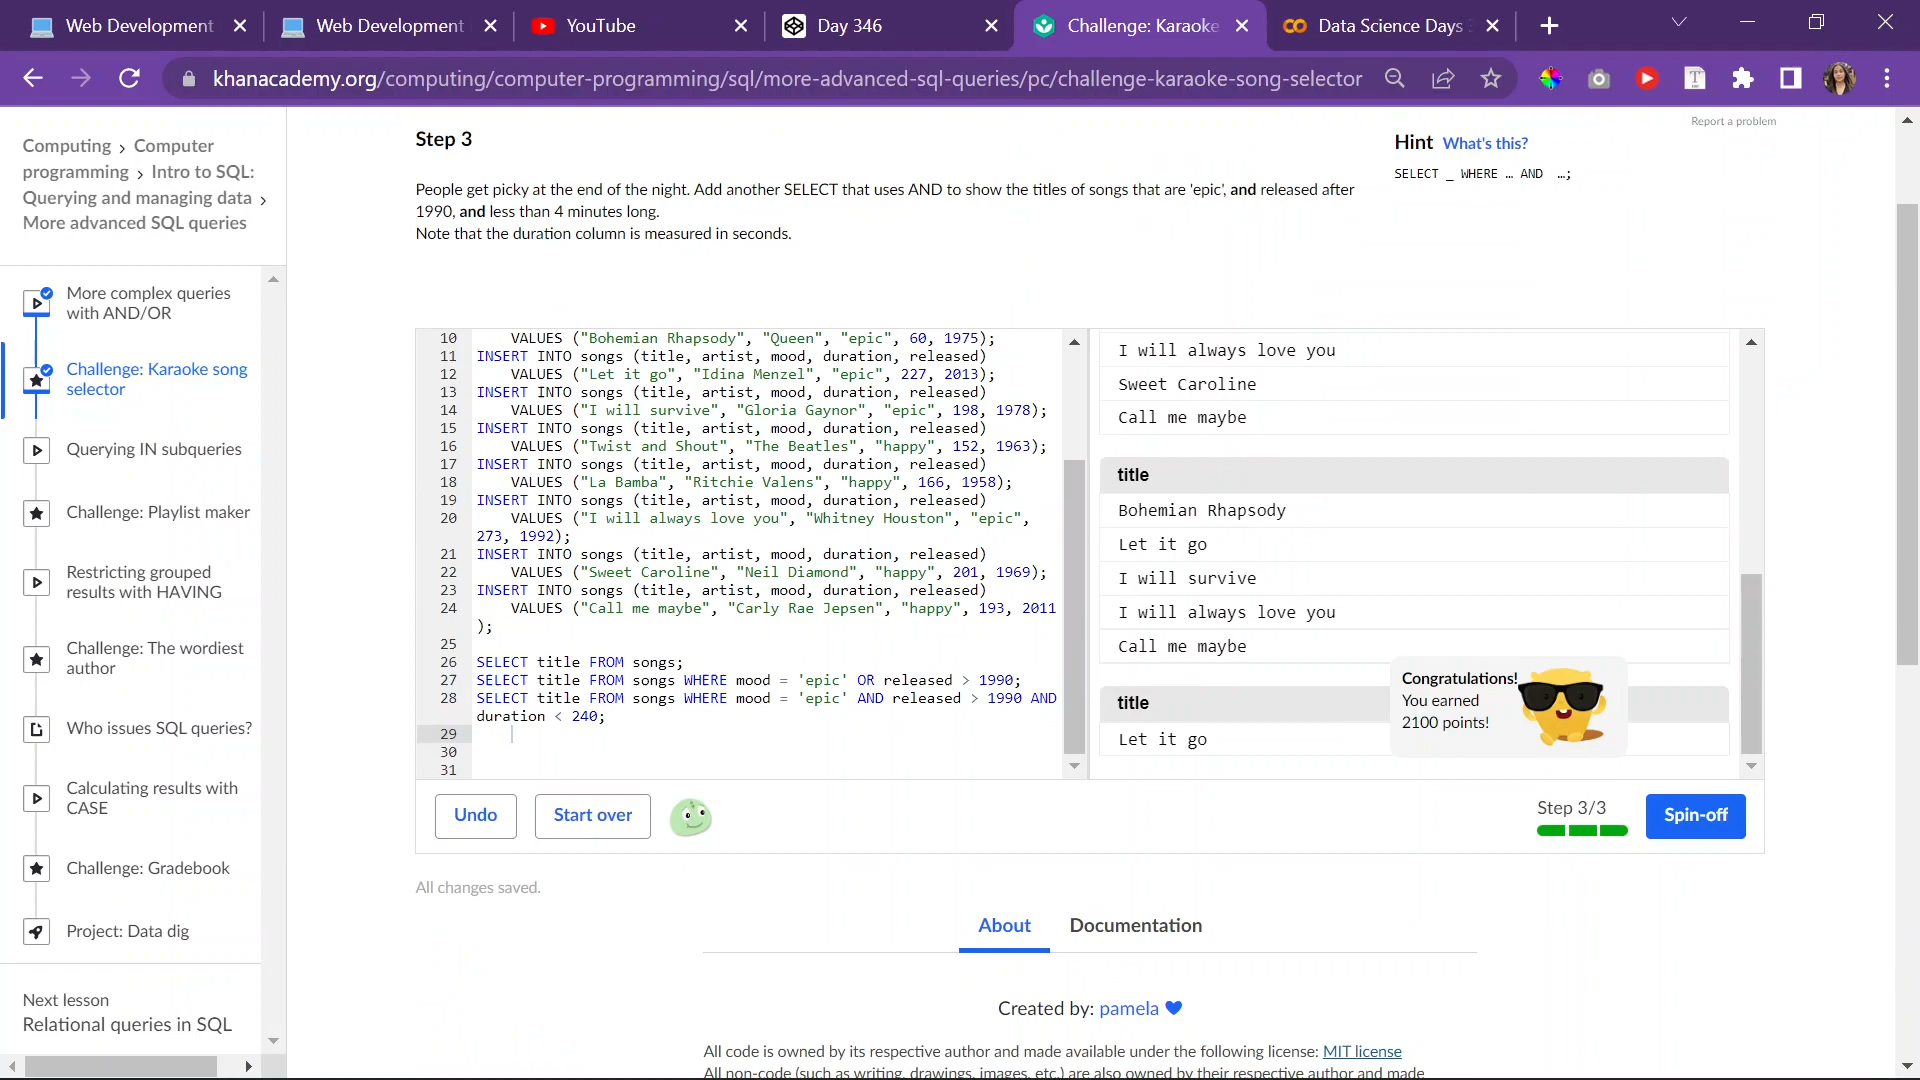 Web Development
Web Development
YouTube
Day 346
Challenge: Karaoke
Data Science Days
khanacademy.org/computing/computer-programming/sql/more-advanced-sql-queries/pc/challenge-karaoke-song-selector
Computing › Computer
programming › Intro to SQL:
Querying and managing data ›
More advanced SQL queries
More complex queries
with AND/OR
Challenge: Karaoke song
selector
Querying IN subqueries
Challenge: Playlist maker
Restricting grouped
results with HAVING
Challenge: The wordiest
author
Who issues SQL queries?
Calculating results with
CASE
Challenge: Gradebook
Project: Data dig
Next lesson
Relational queries in SQL
Report a problem
Step 3
People get picky at the end of the night. Add another SELECT that uses AND to show the titles of songs that are 'epic', and released after
1990, and less than 4 minutes long.
Note that the duration column is measured in seconds.
Hint What's this?
SELECT _ WHERE … AND …;
10 VALUES ("Bohemian Rhapsody", "Queen", "epic", 60, 1975);
11 INSERT INTO songs (title, artist, mood, duration, released)
12 VALUES ("Let it go", "Idina Menzel", "epic", 227, 2013);
13 INSERT INTO songs (title, artist, mood, duration, released)
14 VALUES ("I will survive", "Gloria Gaynor", "epic", 198, 1978);
15 INSERT INTO songs (title, artist, mood, duration, released)
16 VALUES ("Twist and Shout", "The Beatles", "happy", 152, 1963);
17 INSERT INTO songs (title, artist, mood, duration, released)
18 VALUES ("La Bamba", "Ritchie Valens", "happy", 166, 1958);
19 INSERT INTO songs (title, artist, mood, duration, released)
20 VALUES ("I will always love you", "Whitney Houston", "epic",
273, 1992);
21 INSERT INTO songs (title, artist, mood, duration, released)
22 VALUES ("Sweet Caroline", "Neil Diamond", "happy", 201, 1969);
23 INSERT INTO songs (title, artist, mood, duration, released)
24 VALUES ("Call me maybe", "Carly Rae Jepsen", "happy", 193, 2011
);
25
26 SELECT title FROM songs;
27 SELECT title FROM songs WHERE mood = 'epic' OR released > 1990;
28 SELECT title FROM songs WHERE mood = 'epic' AND released > 1990 AND
duration < 240;
29
30
31
I will always love you
Sweet Caroline
Call me maybe
title
Bohemian Rhapsody
Let it go
I will survive
I will always love you
Call me maybe
title
Let it go
Congratulations!
You earned
2100 points!
Undo
Start over
Step 3/3
Spin-off
All changes saved.
About
Documentation
Created by: pamela
All code is owned by its respective author and made available under the following license: MIT license
All non-code (such as writing, drawings, images, etc.) are also owned by their respective author and made